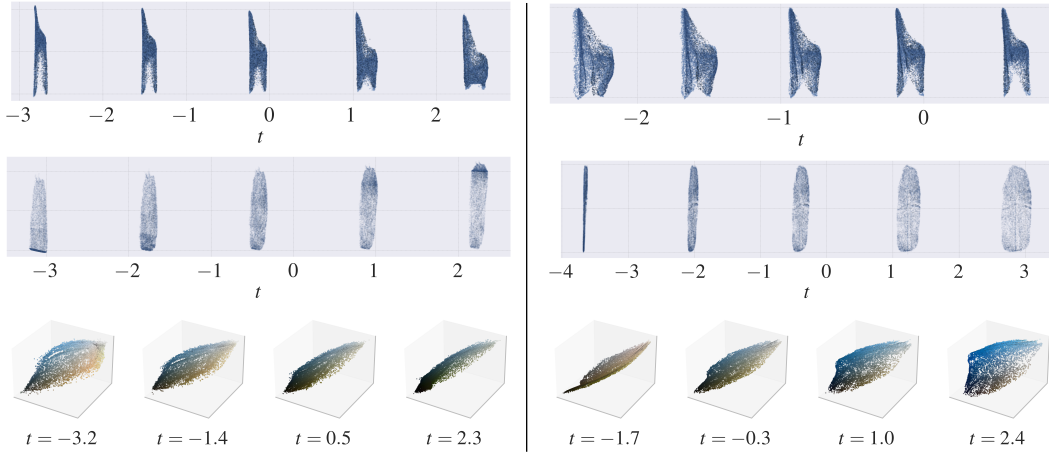 −3 −2 −1 0 1 2
t
−3 −2 −1 0 1 2
t
t = −3.2 t = −1.4 t = 0.5 t = 2.3
−2 −1 0
t
−4 −3 −2 −1 0 1 2 3
t
t = −1.7 t = −0.3 t = 1.0 t = 2.4